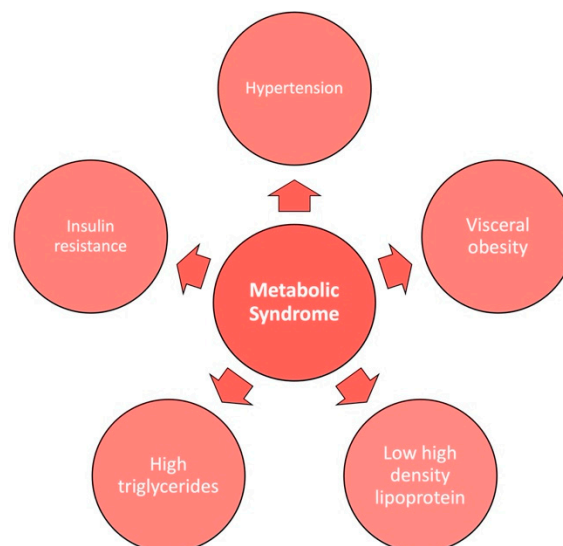 Hypertension
Insulin
resistance
Visceral
obesity
Metabolic
Syndrome
High
triglycerides
Low high
density
lipoprotein